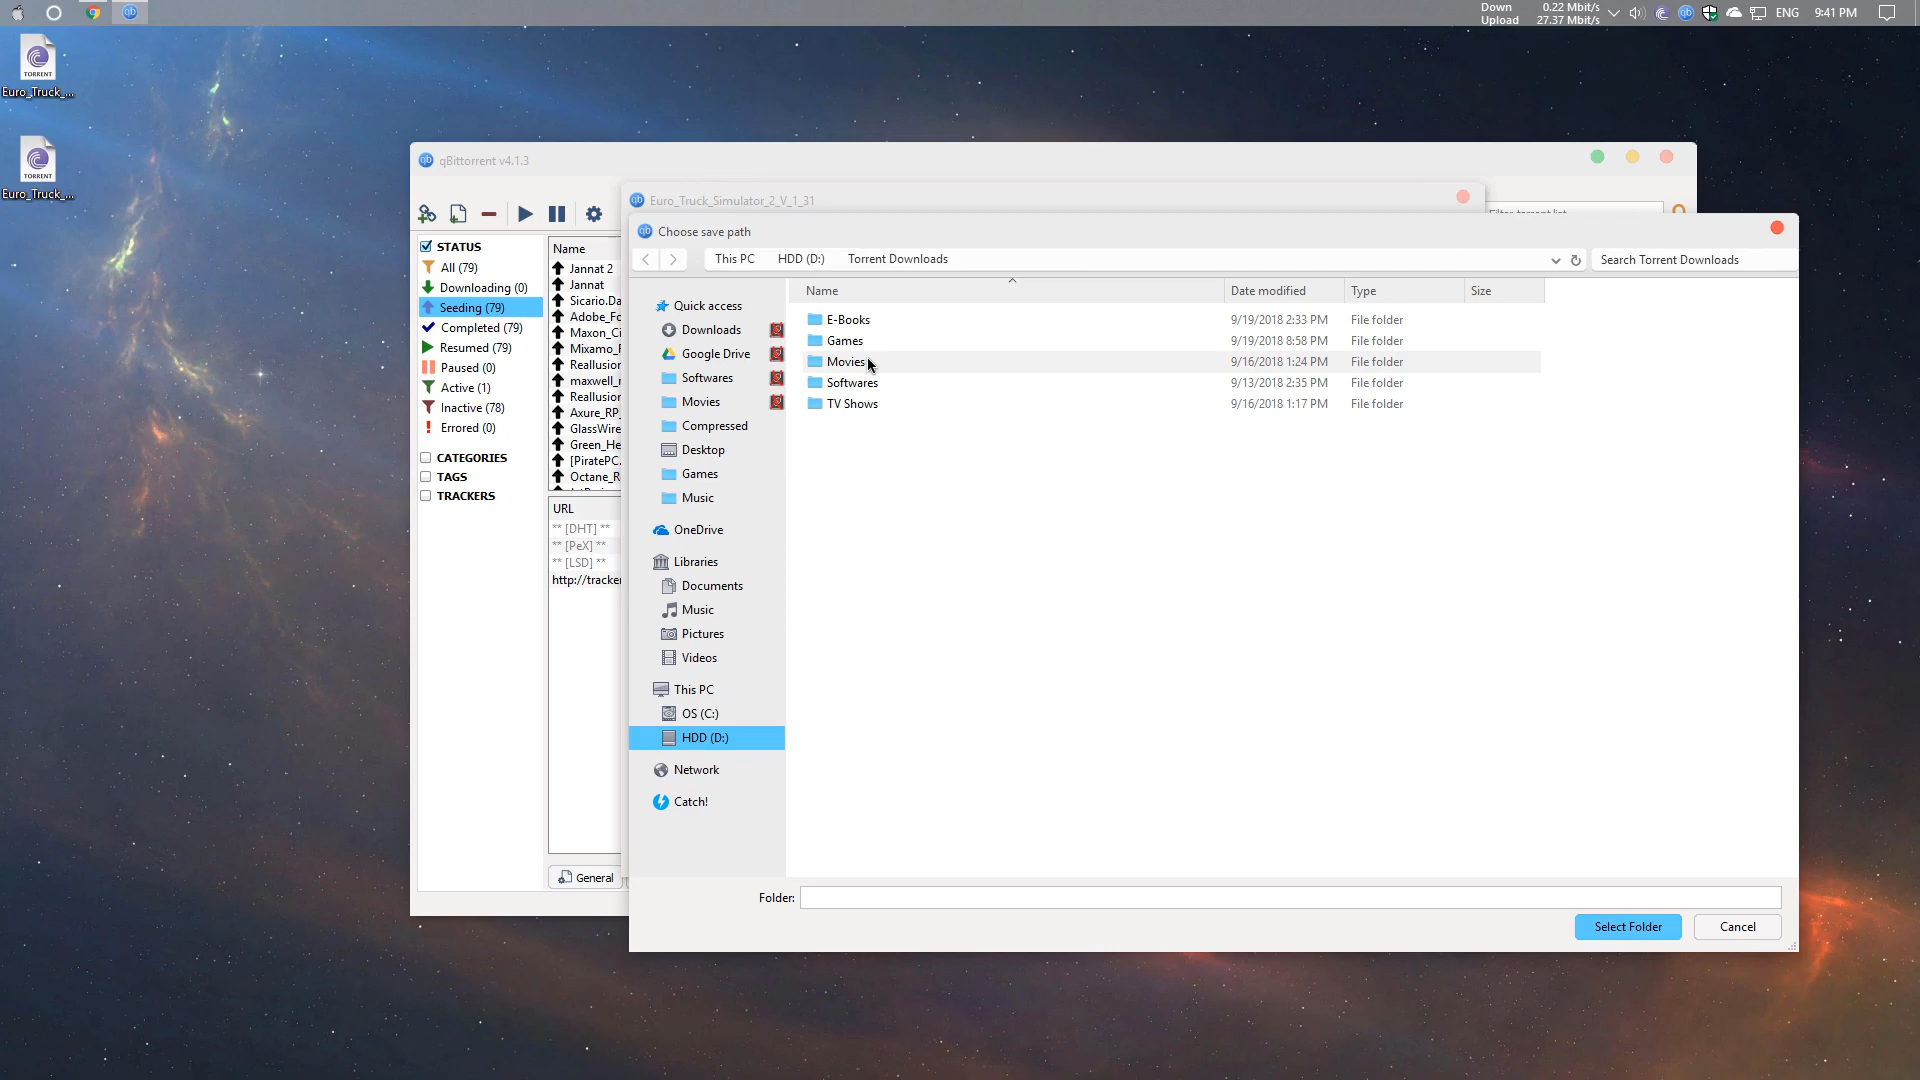 Down 0.22 Mbit/s
Upload 27.37 Mbit/s
ENG
9:41 PM
TORRENT
Euro_Truck_...
TORRENT
Euro_Truck_...
qBittorrent v4.1.3
Euro_Truck_Simulator_2_V_1_31
Choose save path
This PC
HDD (D:)
Torrent Downloads
Search Torrent Downloads
STATUS
All (79)
Downloading (0)
Seeding (79)
Completed (79)
Resumed (79)
Paused (0)
Active (1)
Inactive (78)
Errored (0)
CATEGORIES
TAGS
TRACKERS
Name
Jannat 2
Jannat
Sicario.Da
Adobe_Fo
Maxon_Ci
Mixamo_F
Reallusion
maxwell_r
Reallusion
Axure_RP_
GlassWire
Green_He
[PiratePC.
Octane_R
URL
** [DHT] **
** [PeX] **
** [LSD] **
http://tracker
General
Quick access
Downloads
Google Drive
Softwares
Movies
Compressed
Desktop
Games
Music
OneDrive
Libraries
Documents
Music
Pictures
Videos
This PC
OS (C:)
HDD (D:)
Network
Catch!
Name Date modified Type Size
E-Books 9/19/2018 2:33 PM File folder
Games 9/19/2018 8:58 PM File folder
Movies 9/16/2018 1:24 PM File folder
Softwares 9/13/2018 2:35 PM File folder
TV Shows 9/16/2018 1:17 PM File folder
Folder:
Select Folder
Cancel